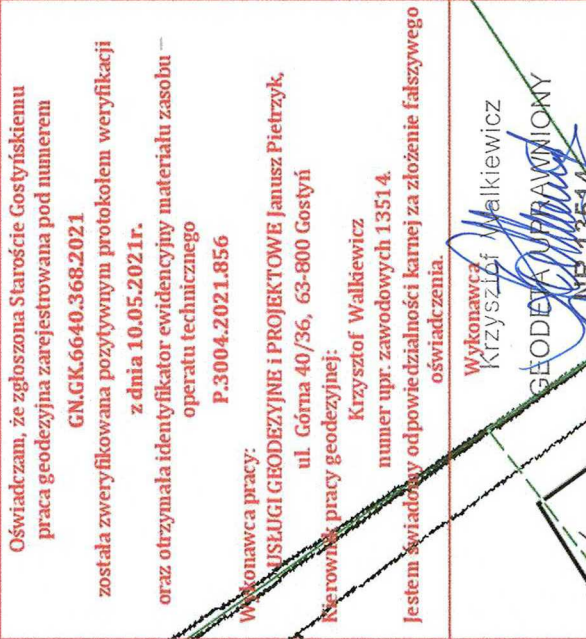 Oświadczam, że zgłoszona Staroście Gostyńskiemu
praca geodezyjna zarejestrowana pod numerem
GN.GK.6640.368.2021
została zweryfikowana pozytywnym protokołem weryfikacji
z dnia 10.05.2021r.
oraz otrzymała identyfikator ewidencyjny materiału zasobu –
operatu technicznego
P.3004.2021.856
Wykonawca pracy:
USŁUGI GEODEZYJNE i PROJEKTOWE Janusz Pietrzyk,
ul. Górna 40/36, 63-800 Gostyń
Kierownik pracy geodezyjnej:
Krzysztof Walkiewicz
numer upr. zawodowych 13514.
Jestem świadomy odpowiedzialności karnej za złożenie fałszywego
oświadczenia.
Wykonawca
Krzysztof Walkiewicz
GEODETA UPRAWNIONY